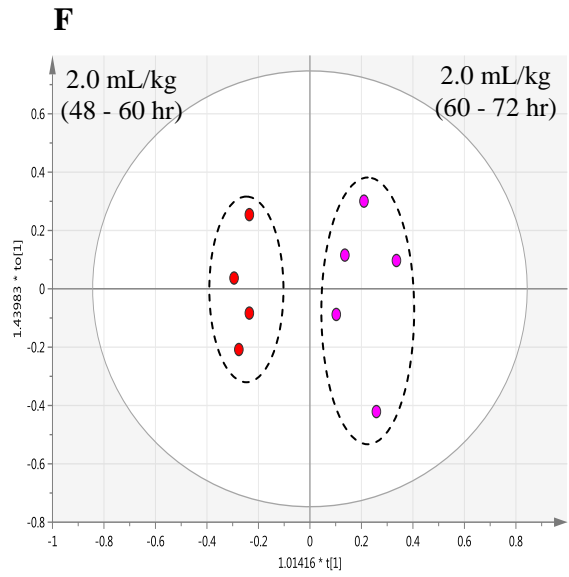 F
2.0 mL/kg
(48 - 60 hr)
2.0 mL/kg
(60 - 72 hr)
0.6
0.4
0.2
0
-0.2
-0.4
-0.6
-0.8
1.43983 * to[1]
-1 -0.8 -0.6 -0.4 -0.2 0 0.2 0.4 0.6 0.8
1.01416 * t[1]